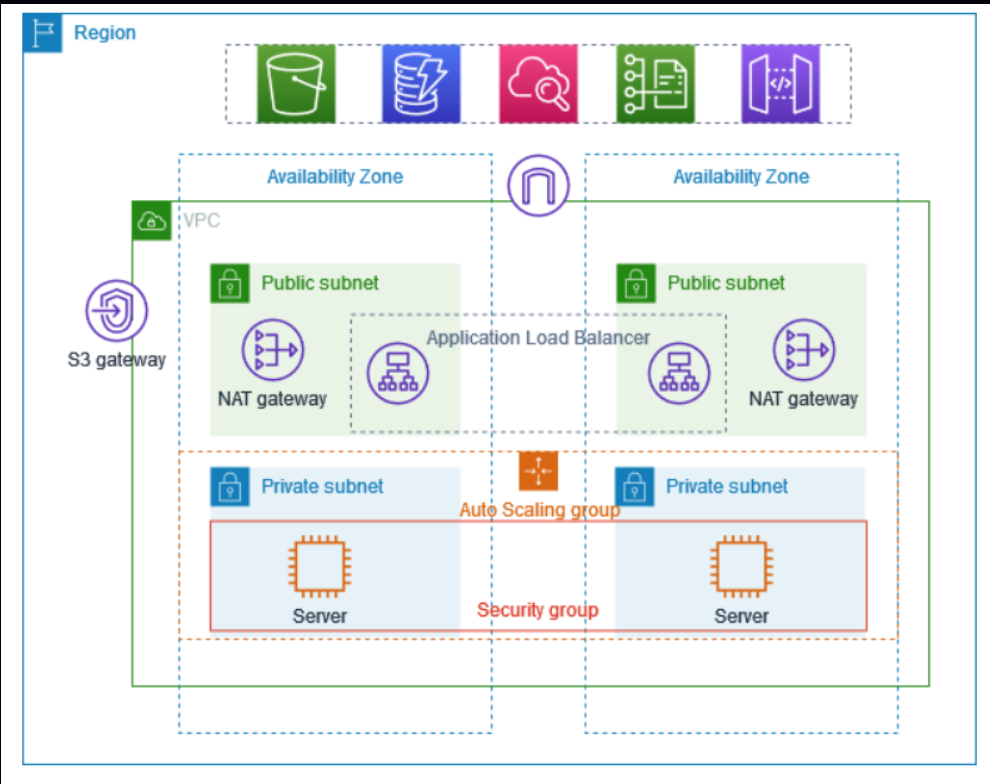 Region
Availability Zone
Availability Zone
VPC
Public subnet
Public subnet
Application Load Balancer
S3 gateway
NAT gateway
NAT gateway
Private subnet
Private subnet
Auto Scaling group
Security group
Server
Server